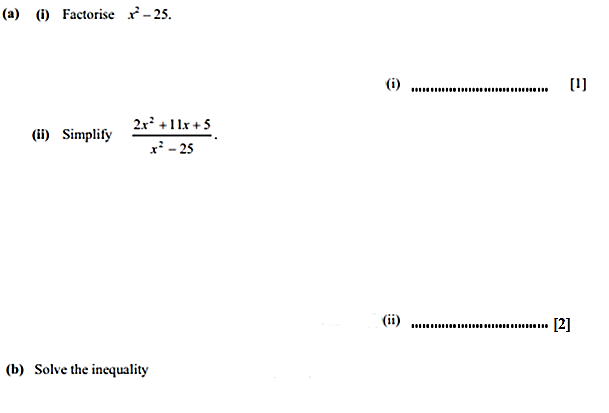 (a) (i) Factorise x² – 25.
(i) ........................................ [1]
(ii) Simplify 2x² + 11x + 5
x² – 25 .
(ii) ........................................ [2]
(b) Solve the inequality